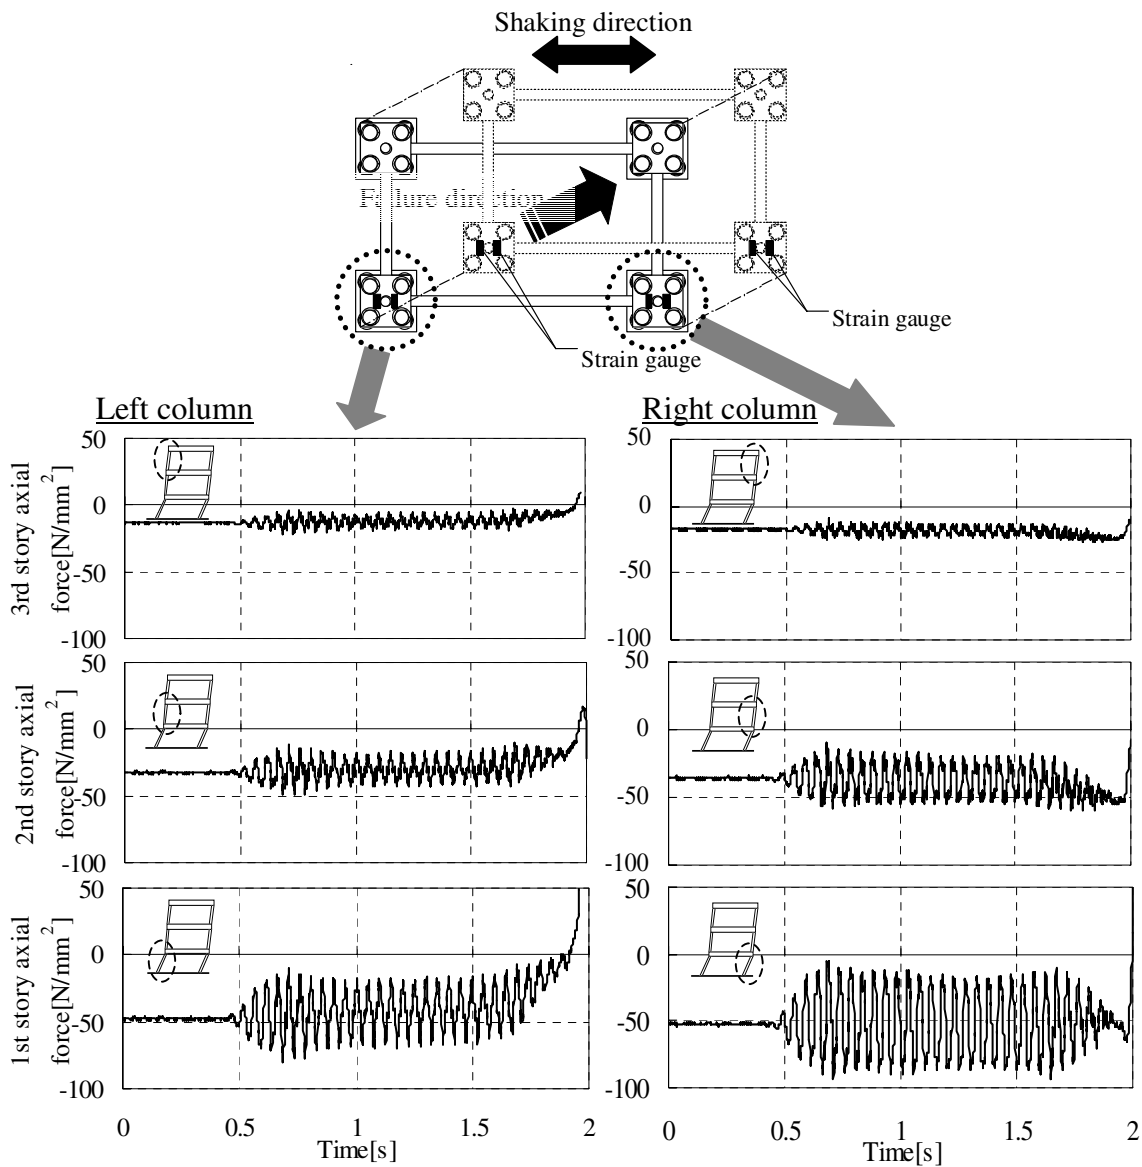 Shaking direction
Failure direction
Strain gauge
Strain gauge
Left column
Right column
3rd story axial
force[N/mm²]
50
0
-50
-100
50
0
-50
-100
2nd story axial
force[N/mm²]
50
0
-50
-100
50
0
-50
-100
1st story axial
force[N/mm²]
50
0
-50
-100
50
0
-50
-100
0 0.5 1 1.5 2
Time[s]
0 0.5 1 1.5 2
Time[s]